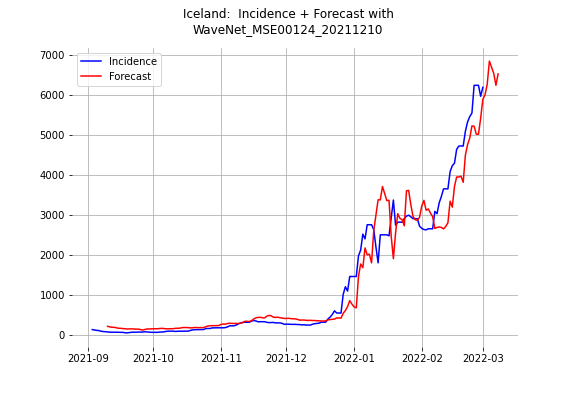 Iceland:  Incidence + Forecast with
WaveNet_MSE00124_20211210
Incidence
Forecast
7000
6000
5000
4000
3000
2000
1000
0
2021-09 2021-10 2021-11 2021-12 2022-01 2022-02 2022-03